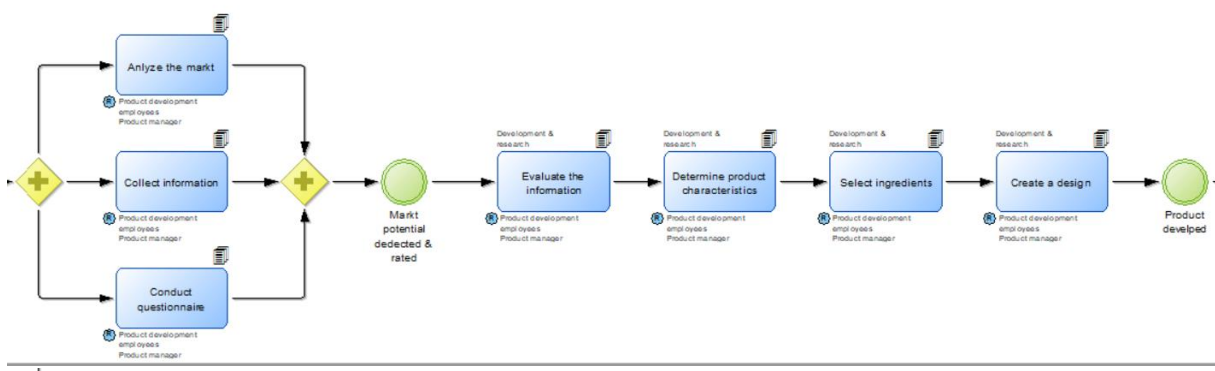 Anlyze the markt
R
Product development
employees
Product manager
Collect information
R
Product development
employees
Product manager
Conduct
questionnaire
R
Product development
employees
Product manager
Markt
potential
dedected &
rated
Development &
research
Evaluate the
information
R
Product development
employees
Product manager
Development &
research
Determine product
characteristics
R
Product development
employees
Product manager
Development &
research
Select ingredients
R
Product development
employees
Product manager
Development &
research
Create a design
R
Product development
employees
Product manager
Product
develped